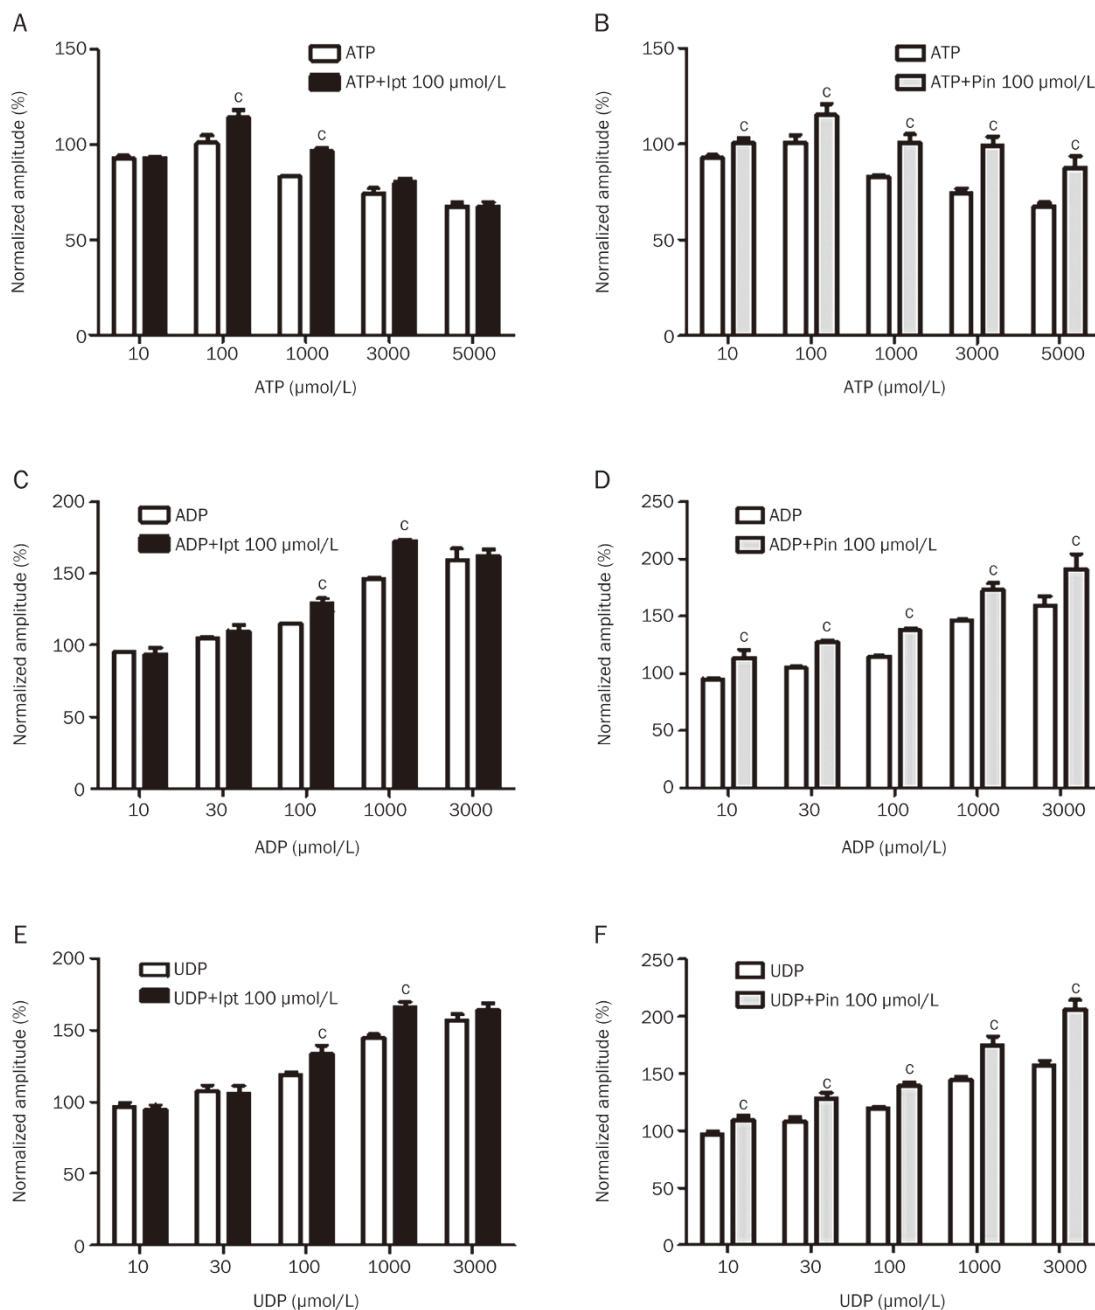 A
Normalized amplitude (%)
150
100
50
0
ATP
ATP+Ipt 100 µmol/L
c
c
10 100 1000 3000 5000
ATP (µmol/L)
B
Normalized amplitude (%)
150
100
50
0
ATP
ATP+Pin 100 µmol/L
c
c
c
c
c
10 100 1000 3000 5000
ATP (µmol/L)
C
Normalized amplitude (%)
200
150
100
50
0
ADP
ADP+Ipt 100 µmol/L
c
c
10 30 100 1000 3000
ADP (µmol/L)
D
Normalized amplitude (%)
250
200
150
100
50
0
ADP
ADP+Pin 100 µmol/L
c
c
c
c
c
10 30 100 1000 3000
ADP (µmol/L)
E
Normalized amplitude (%)
200
150
100
50
0
UDP
UDP+Ipt 100 µmol/L
c
c
10 30 100 1000 3000
UDP (µmol/L)
F
Normalized amplitude (%)
250
200
150
100
50
0
UDP
UDP+Pin 100 µmol/L
c
c
c
c
c
10 30 100 1000 3000
UDP (µmol/L)